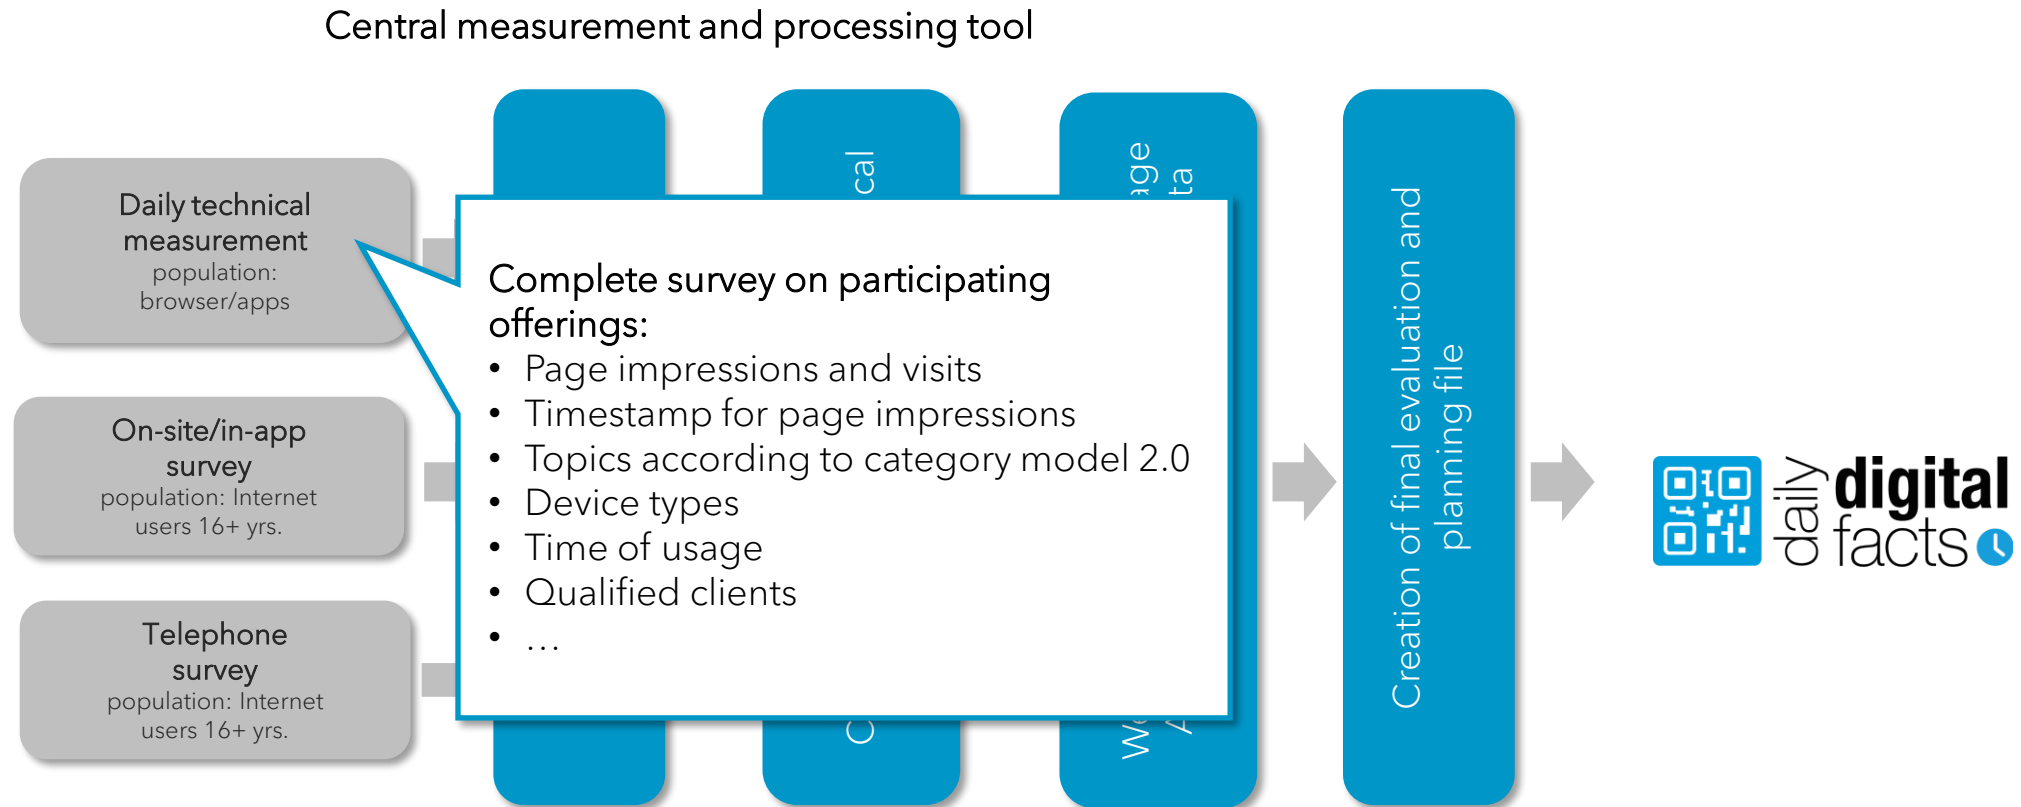 Central measurement and processing tool
Daily technical
measurement
population:
browser/apps
On-site/in-app
survey
population: Internet
users 16+ yrs.
Telephone
survey
population: Internet
users 16+ yrs.
Complete survey on participating
offerings:
• Page impressions and visits
• Timestamp for page impressions
• Topics according to category model 2.0
• Device types
• Time of usage
• Qualified clients
• …
Creation of final evaluation and
planning file
daily
digital
facts